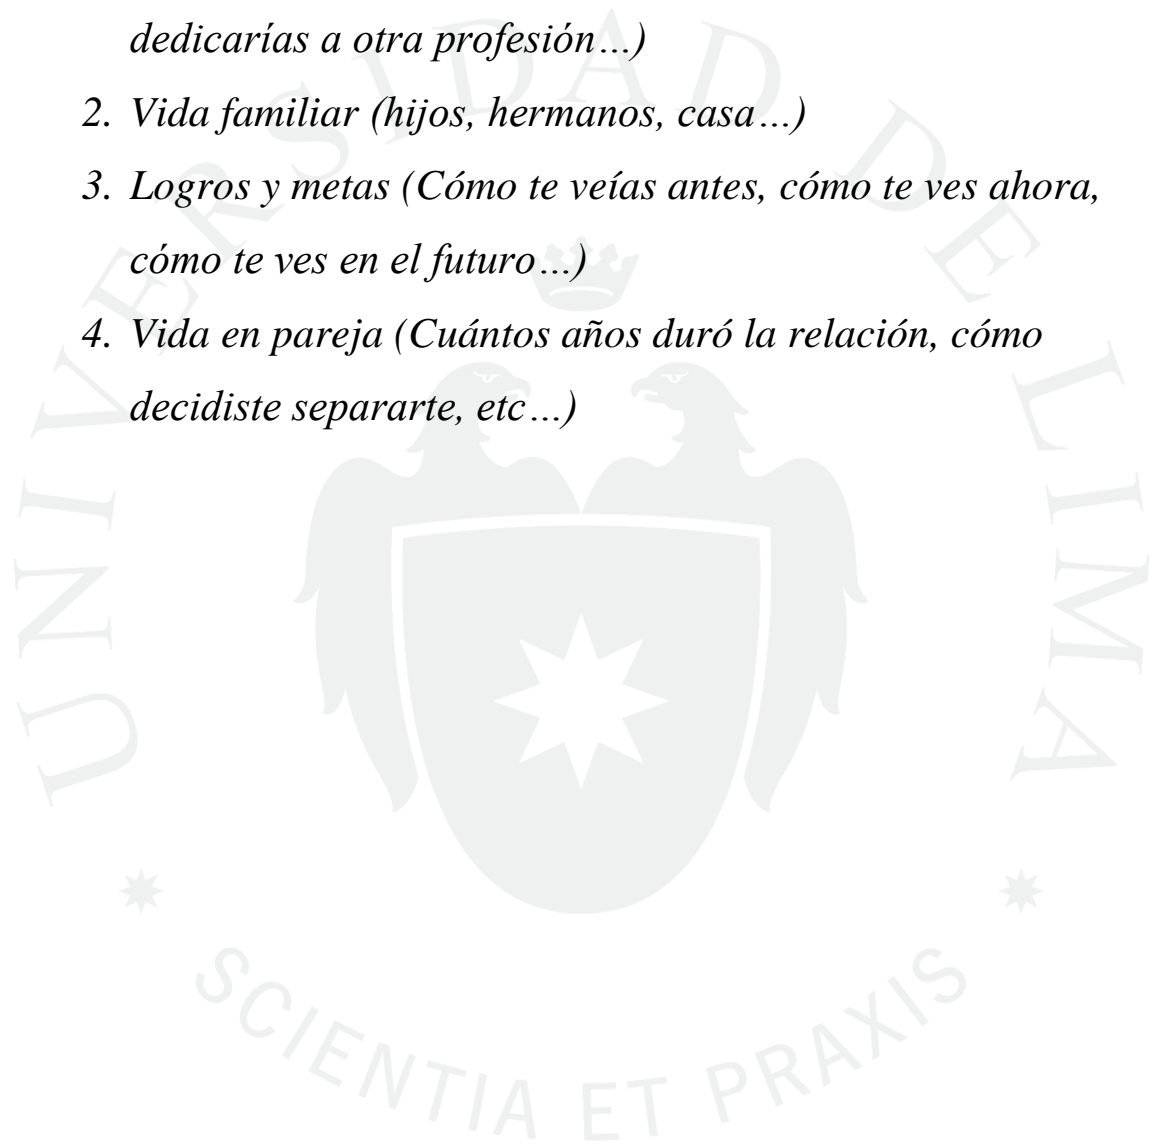 dedicarías a otra profesión…)
2. Vida familiar (hijos, hermanos, casa…)
3. Logros y metas (Cómo te veías antes, cómo te ves ahora,
cómo te ves en el futuro…)
4. Vida en pareja (Cuántos años duró la relación, cómo
decidiste separarte, etc…)
UNIVERSIDAD DE LIMA
SCIENTIA ET PRAXIS